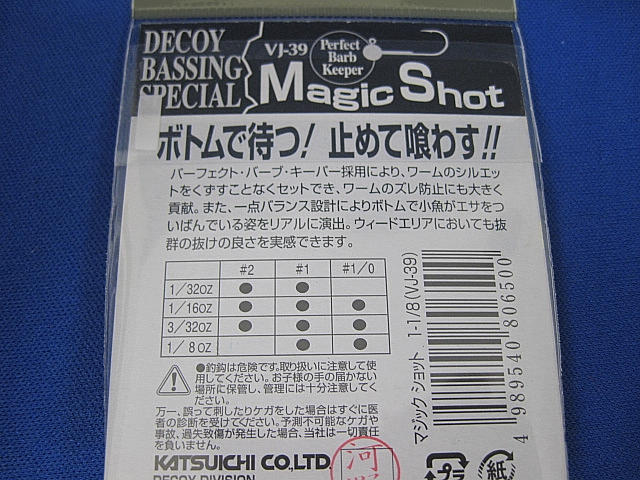 DECOY
BASSING
SPECIAL
VJ-39
Perfect
Barb
Keeper
Magic Shot
ボトムで待つ! 止めて喰わす!!
パーフェクト・バーブ・キーパー採用により、ワームのシルエッ
トをくずすことなくセットでき、ワームのズレ防止にも大きく
貢献。また、一点バランス設計によりボトムで小魚がエサをつ
いばんでいる姿をリアルに演出。ウィードエリアにおいても抜
群の抜けの良さを実感できます。
#2 #1 #1/0
1/32oz ● ●
1/16oz ● ● ●
3/32oz ● ● ●
1/8oz ● ●
●釣鈎は危険です。取り扱いに注意して使
用してください。お子様の手の届かない
場所に保管し、管理には十分注意してく
ださい。
万一、誤って刺したりケガをした場合はすぐに医
者の診断を受けてください。予測不可能なケガや
事故、過失致傷が発生した場合、当社は一切責任
を負いません。
KATSUICHI CO.,LTD.
DECOY DIVISION
マジック ショット 1-1/8(VJ-39)
4 989540 806500
河
プラ
紙